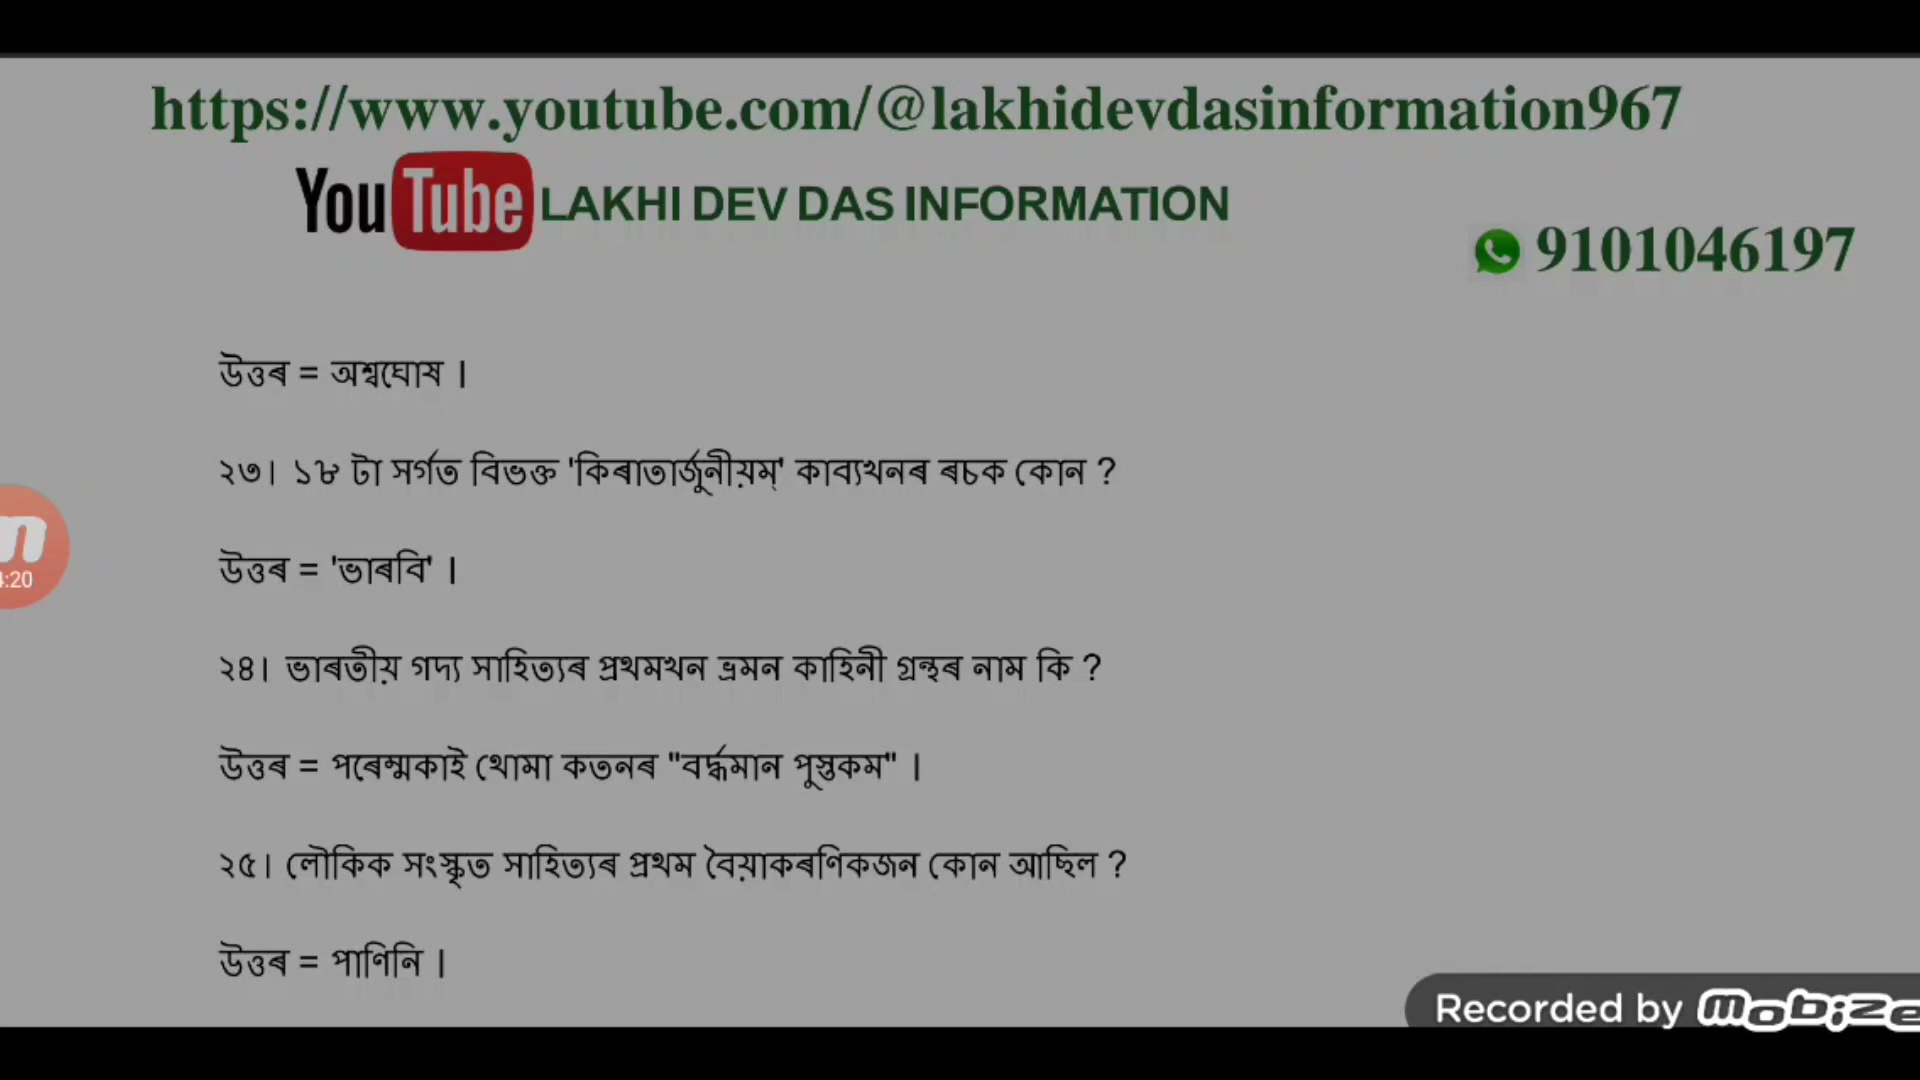 https://www.youtube.com/@lakhidevdasinformation967
YouTube LAKHI DEV DAS INFORMATION
9101046197
উত্তৰ = অশ্বঘোষ ।
২৩। ১৮ টা সৰ্গত বিভক্ত 'কিৰাতাৰ্জুনীয়ম্' কাব্যখনৰ ৰচক কোন ?
উত্তৰ = 'ভাৰবি' ।
২৪। ভাৰতীয় গদ্য সাহিত্যৰ প্ৰথমখন ভ্ৰমন কাহিনী গ্ৰন্থৰ নাম কি ?
উত্তৰ = পৰেম্মকাই থোমা কতনৰ "বৰ্দ্ধমান পুস্তকম" ।
২৫। লৌকিক সংস্কৃত সাহিত্যৰ প্ৰথম বৈয়াকৰণিকজন কোন আছিল ?
উত্তৰ = পাণিনি ।
Recorded by Mobize